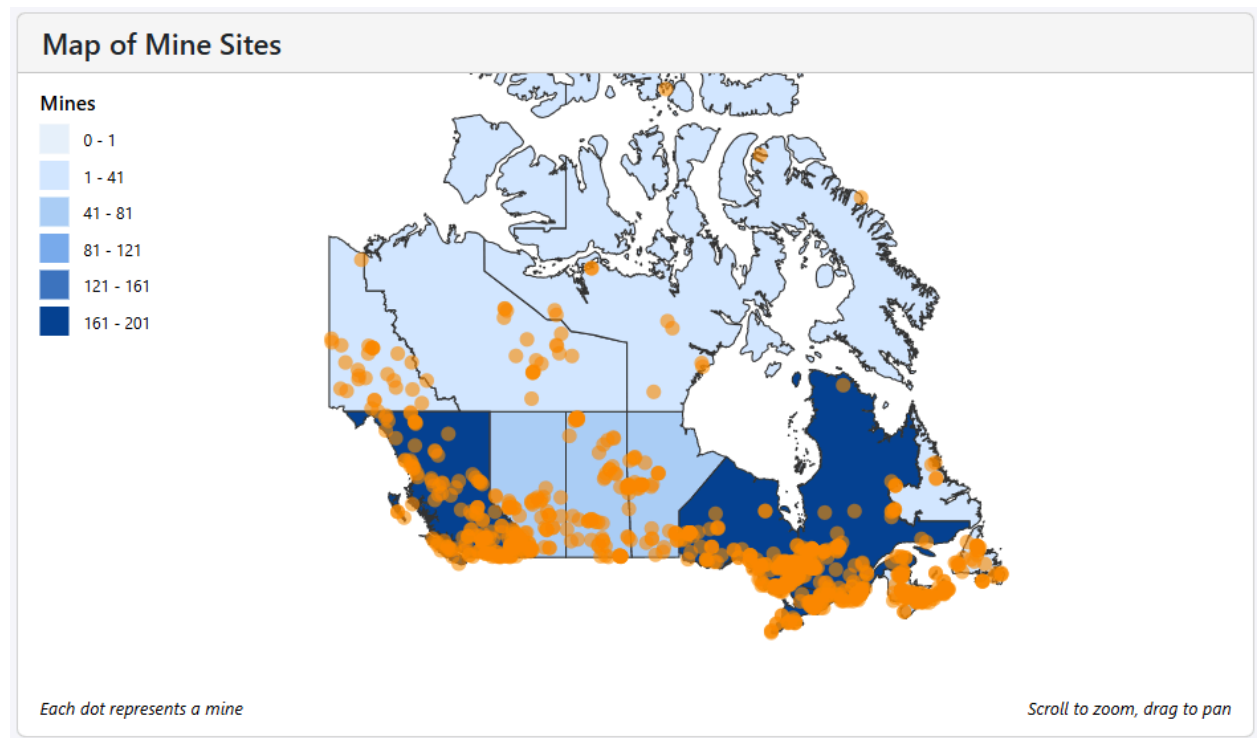 Map of Mine Sites
Mines
0 - 1
1 - 41
41 - 81
81 - 121
121 - 161
161 - 201
Each dot represents a mine
Scroll to zoom, drag to pan